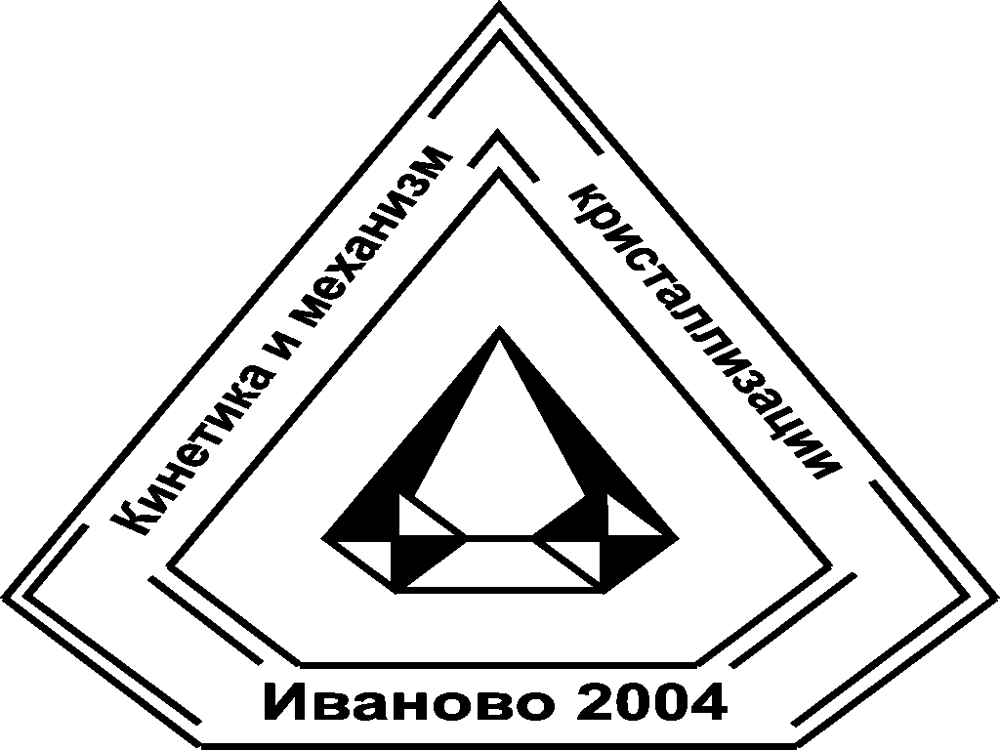 Кинетика и механизм
кристаллизации
Иваново 2004